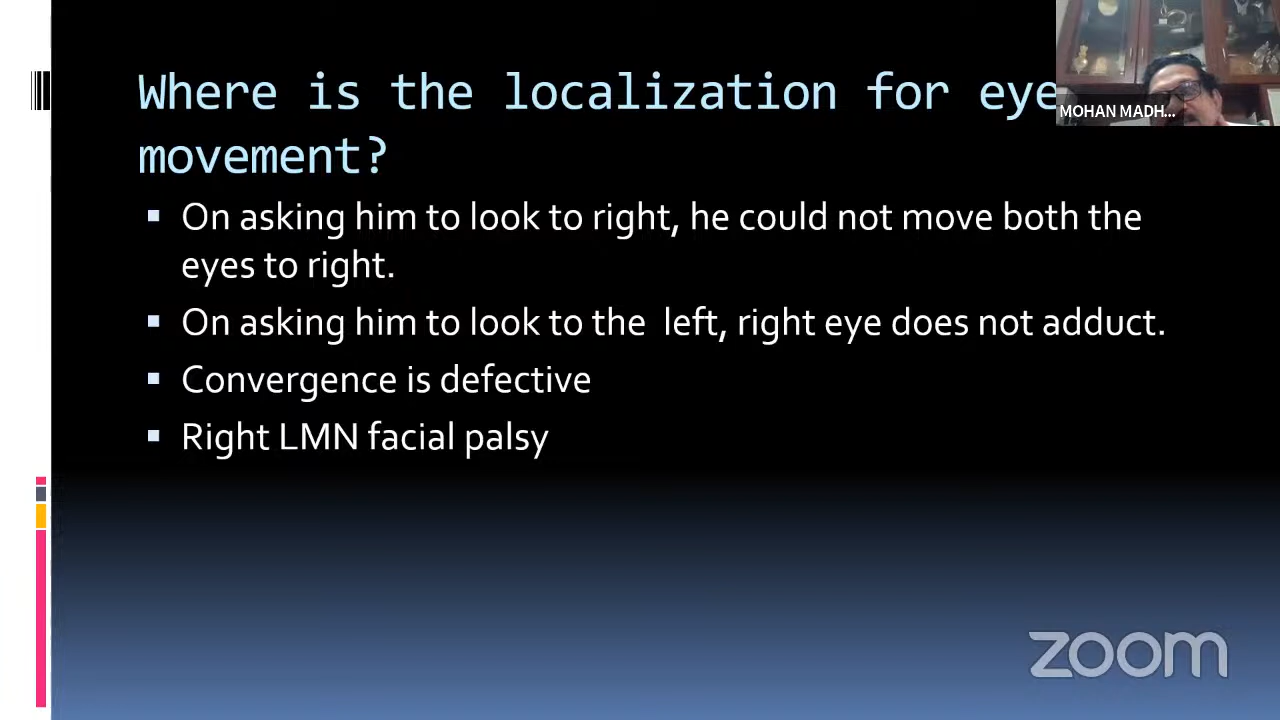 Where is the localization for eye
movement?
▪ On asking him to look to right, he could not move both the
eyes to right.
▪ On asking him to look to the  left, right eye does not adduct.
▪ Convergence is defective
▪ Right LMN facial palsy
MOHAN MADH...
zoom